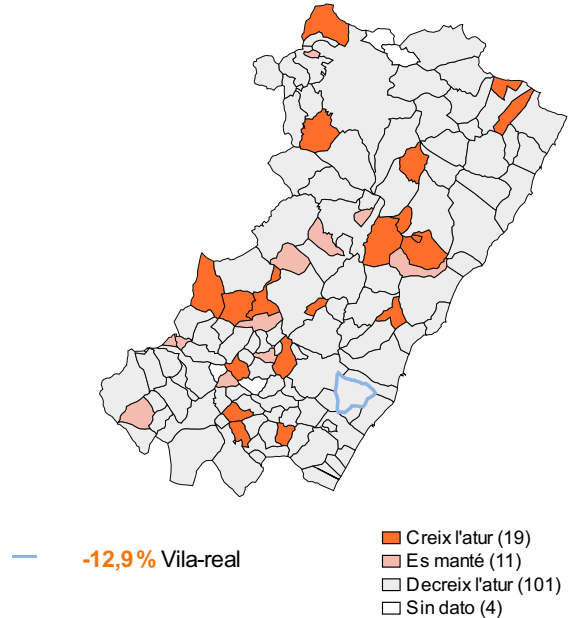 -12,9 % Vila-real
Creix l'atur (19)
Es manté (11)
Decreix l'atur (101)
Sin dato (4)